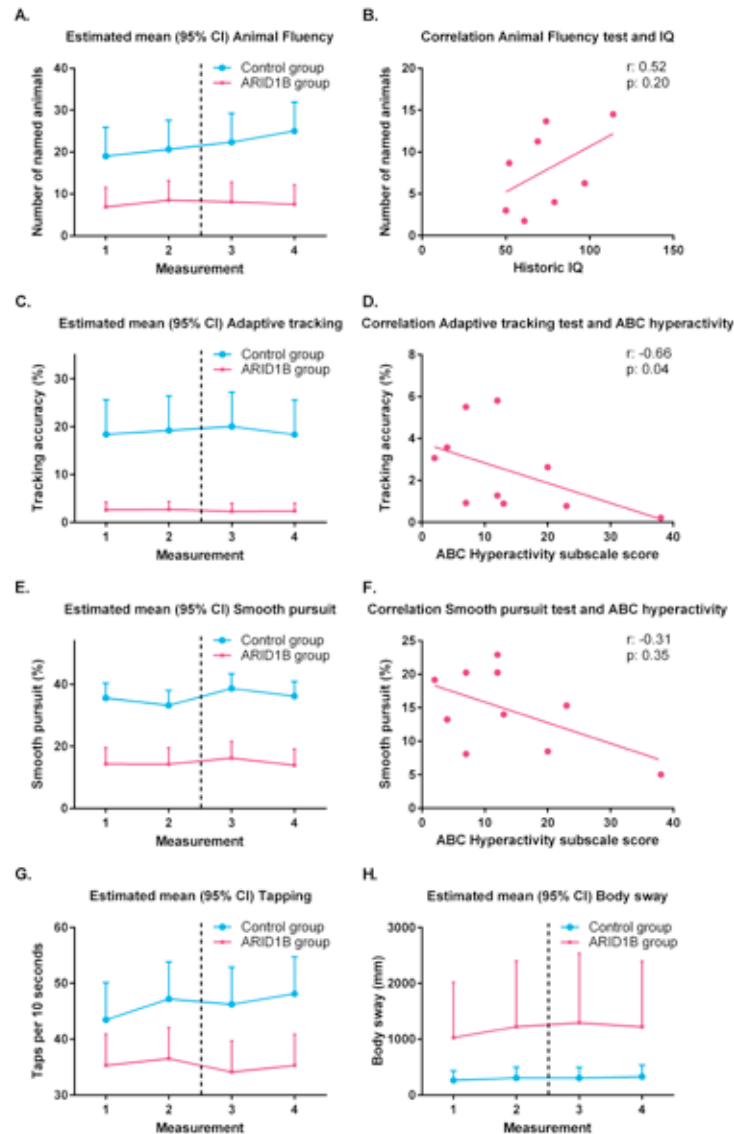 A.
Estimated mean (95% CI) Animal Fluency
Number of named animals
40
30
20
10
0
Control group
ARID1B group
1 2 3 4
Measurement
B.
Correlation Animal Fluency test and IQ
Number of named animals
20
15
10
5
0
r: 0.52
p: 0.20
0 50 100 150
Historic IQ
C.
Estimated mean (95% CI) Adaptive tracking
Tracking accuracy (%)
30
20
10
0
Control group
ARID1B group
1 2 3 4
Measurement
D.
Correlation Adaptive tracking test and ABC hyperactivity
Tracking accuracy (%)
8
6
4
2
0
r: -0.66
p: 0.04
0 10 20 30 40
ABC Hyperactivity subscale score
E.
Estimated mean (95% CI) Smooth pursuit
Smooth pursuit (%)
40
20
0
Control group
ARID1B group
1 2 3 4
Measurement
F.
Correlation Smooth pursuit test and ABC hyperactivity
Smooth pursuit (%)
25
20
15
10
5
0
r: -0.31
p: 0.35
0 10 20 30 40
ABC Hyperactivity subscale score
G.
Estimated mean (95% CI) Tapping
Taps per 10 seconds
60
50
40
30
Control group
ARID1B group
1 2 3 4
Measurement
H.
Estimated mean (95% CI) Body sway
Body sway (mm)
3000
2000
1000
0
Control group
ARID1B group
1 2 3 4
Measurement